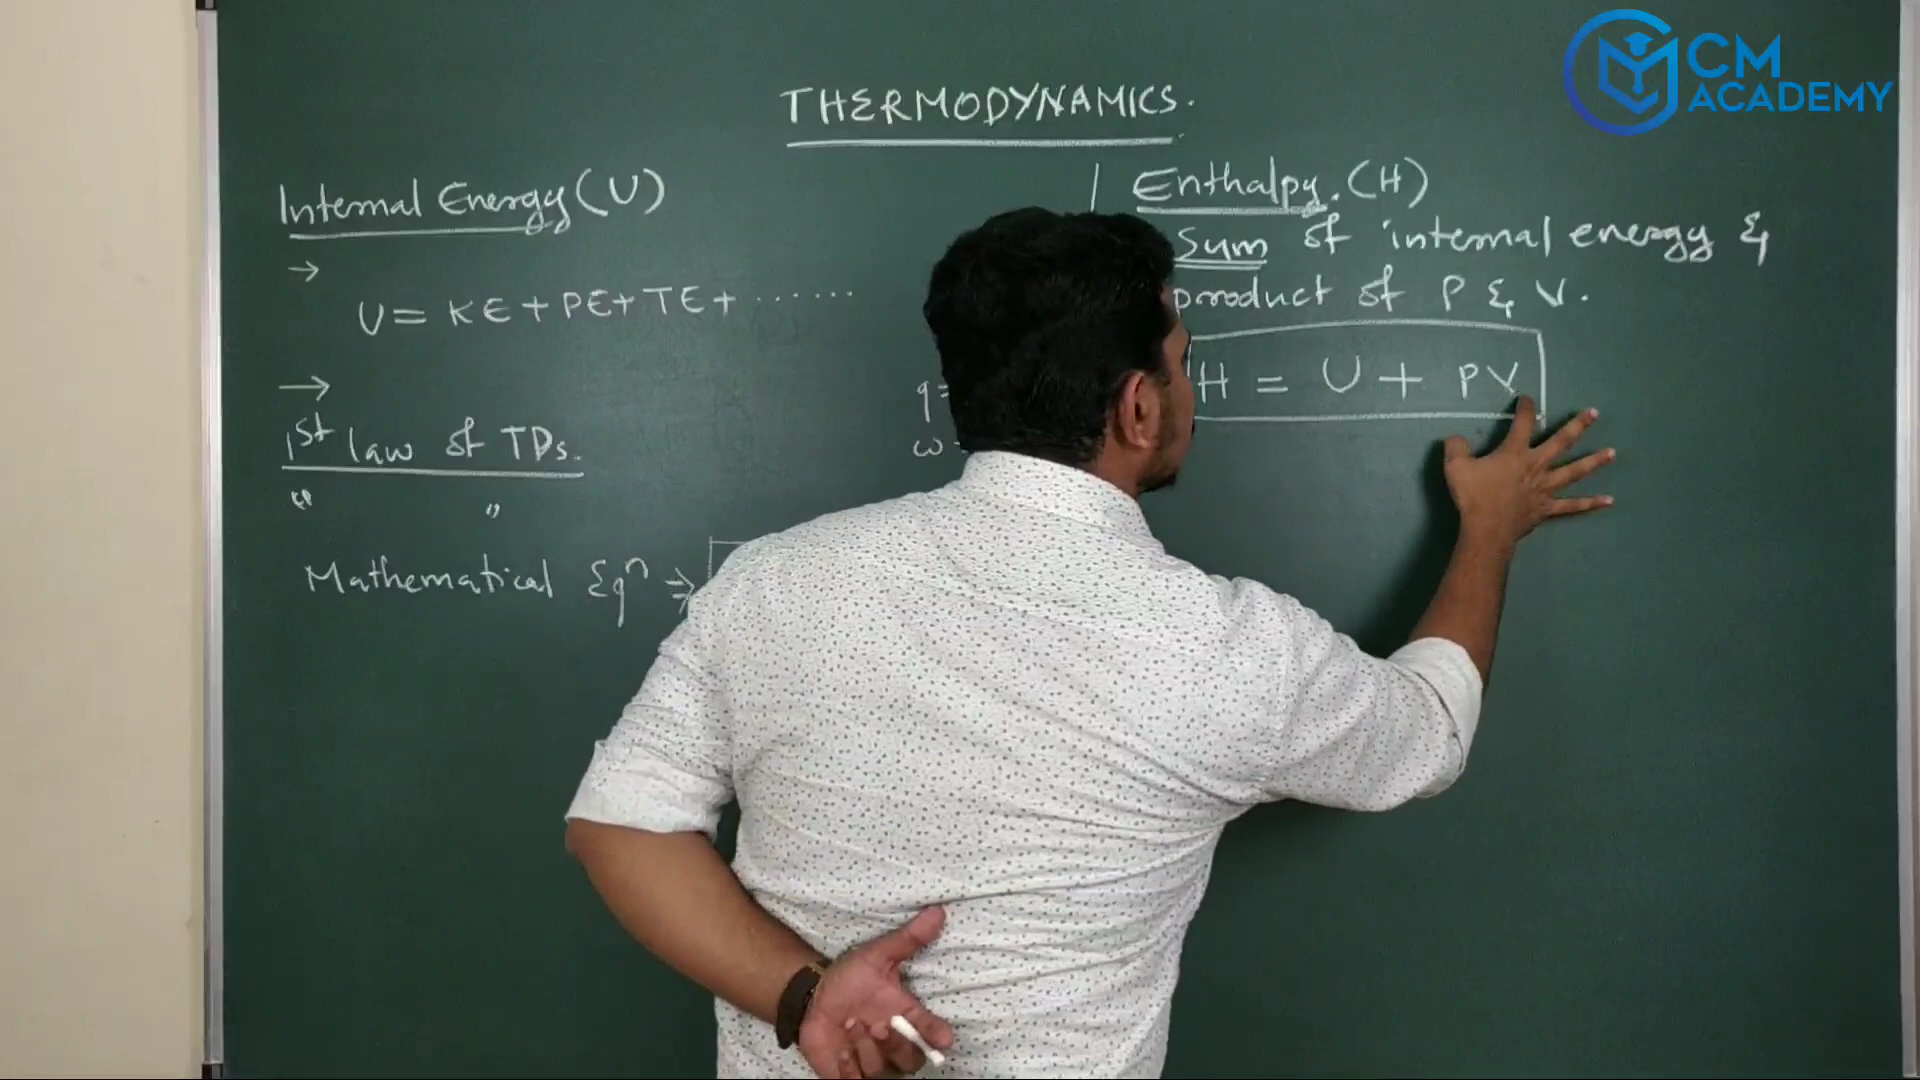 CM
ACADEMY
THERMODYNAMICS.
Internal Energy (U)
→
U = KE + PE + TE + ......
→
1st law of TDs.
“ ”
Mathematical Eqn ⇒
q =
w
Enthalpy. (H)
Sum of internal energy &
product of P & V.
H = U + PV